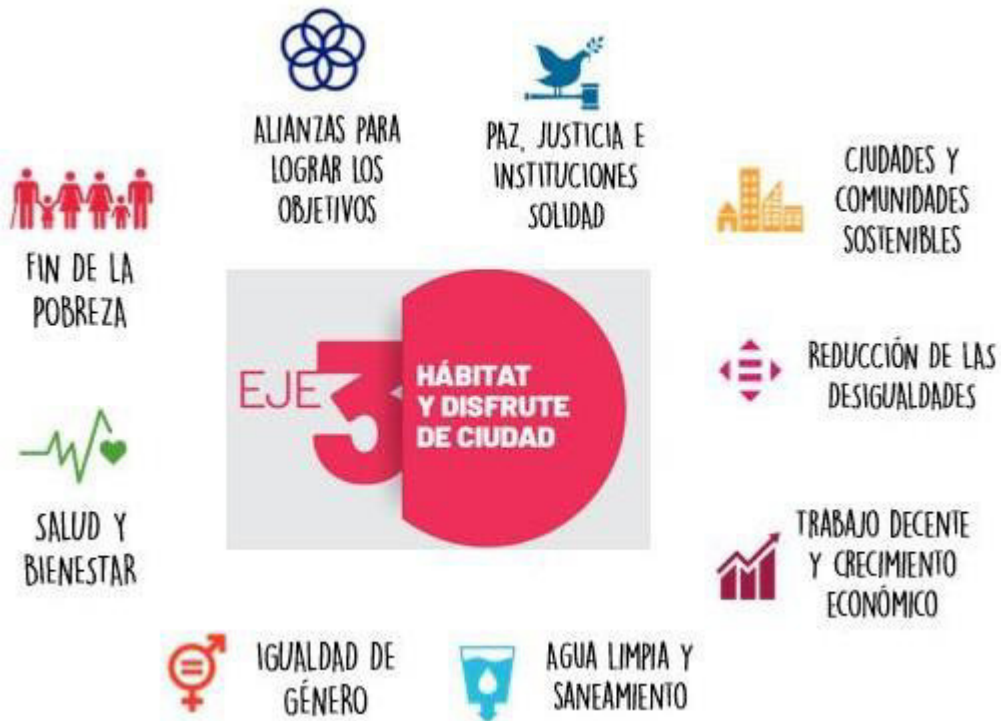 ALIANZAS PARA
LOGRAR LOS
OBJETIVOS
PAZ, JUSTICIA E
INSTITUCIONES
SOLIDAD
CIUDADES Y
COMUNIDADES
SOSTENIBLES
FIN DE LA
POBREZA
EJE 3
HÁBITAT
Y DISFRUTE
DE CIUDAD
REDUCCIÓN DE LAS
DESIGUALDADES
SALUD Y
BIENESTAR
TRABAJO DECENTE
Y CRECIMIENTO
ECONÓMICO
IGUALDAD DE
GÉNERO
AGUA LIMPIA Y
SANEAMIENTO